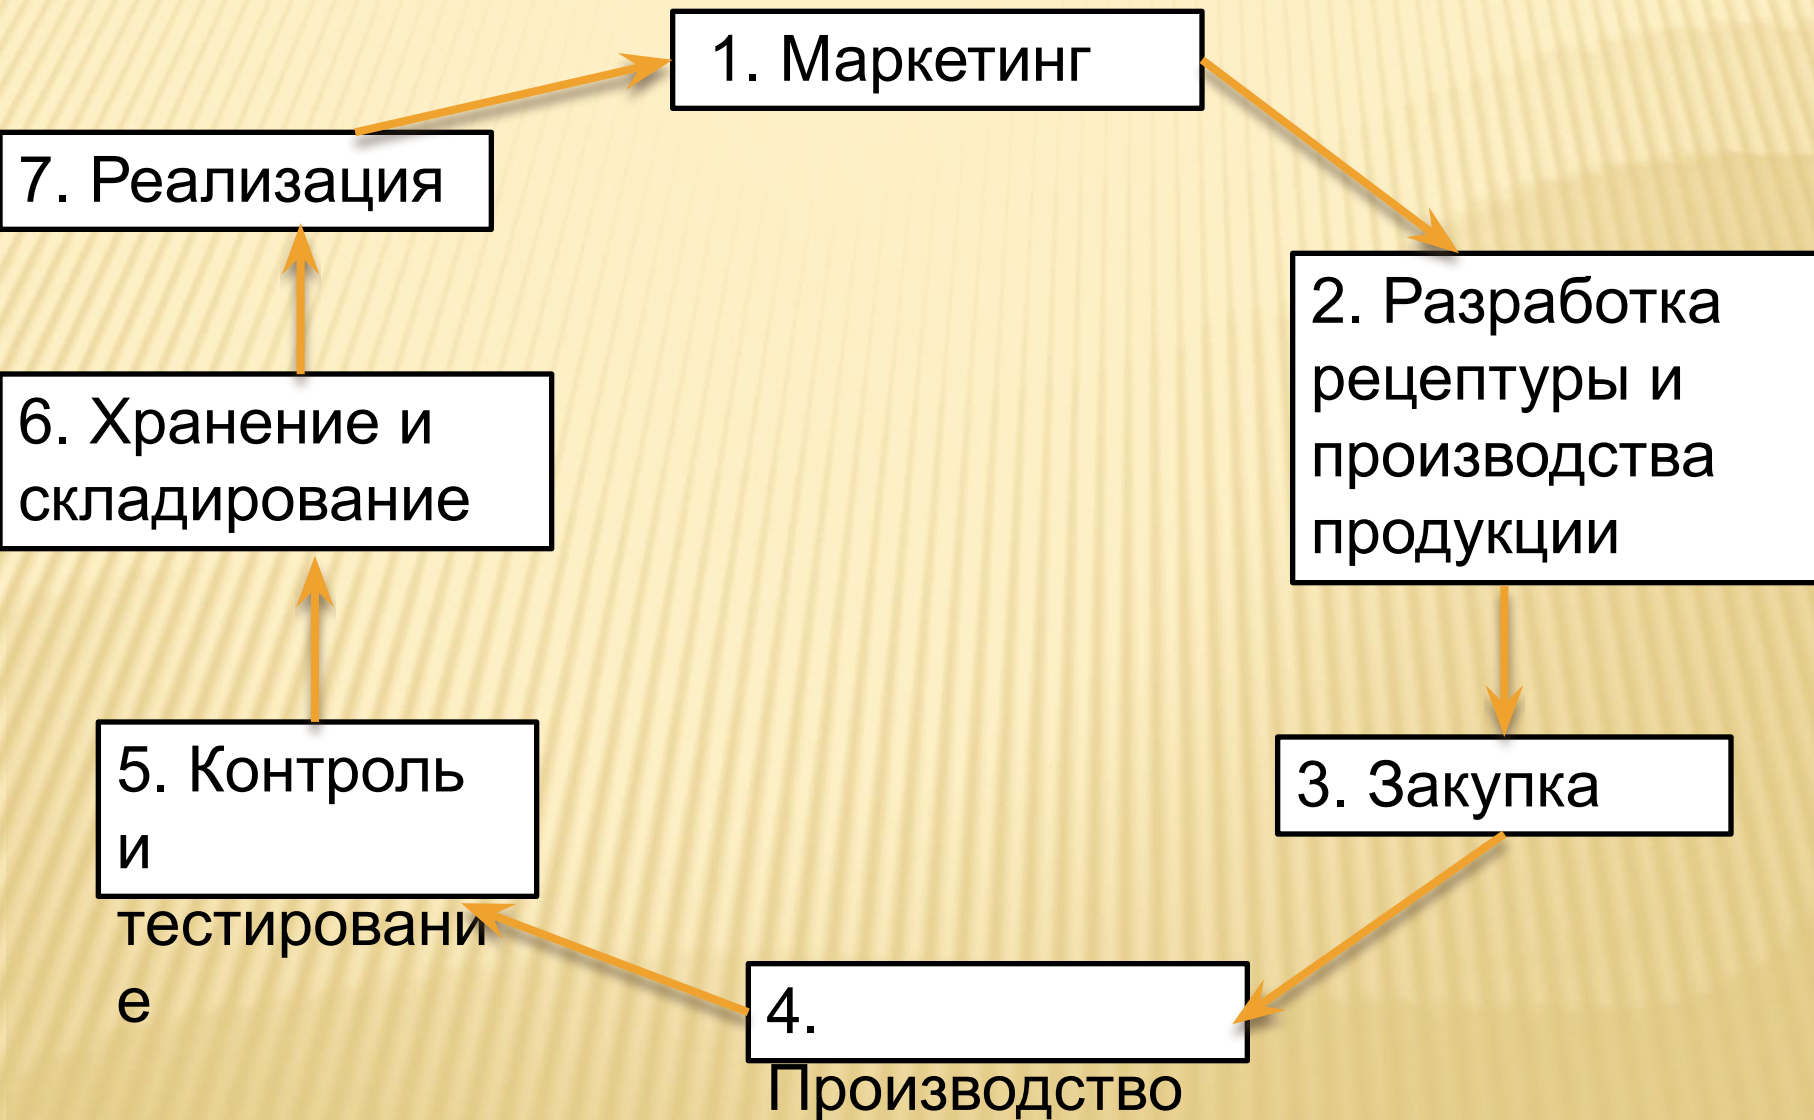 1. Маркетинг
2. Разработка
рецептуры и
производства
продукции
3. Закупка
4.
Производство
5. Контроль
и
тестировани
е
6. Хранение и
складирование
7. Реализация